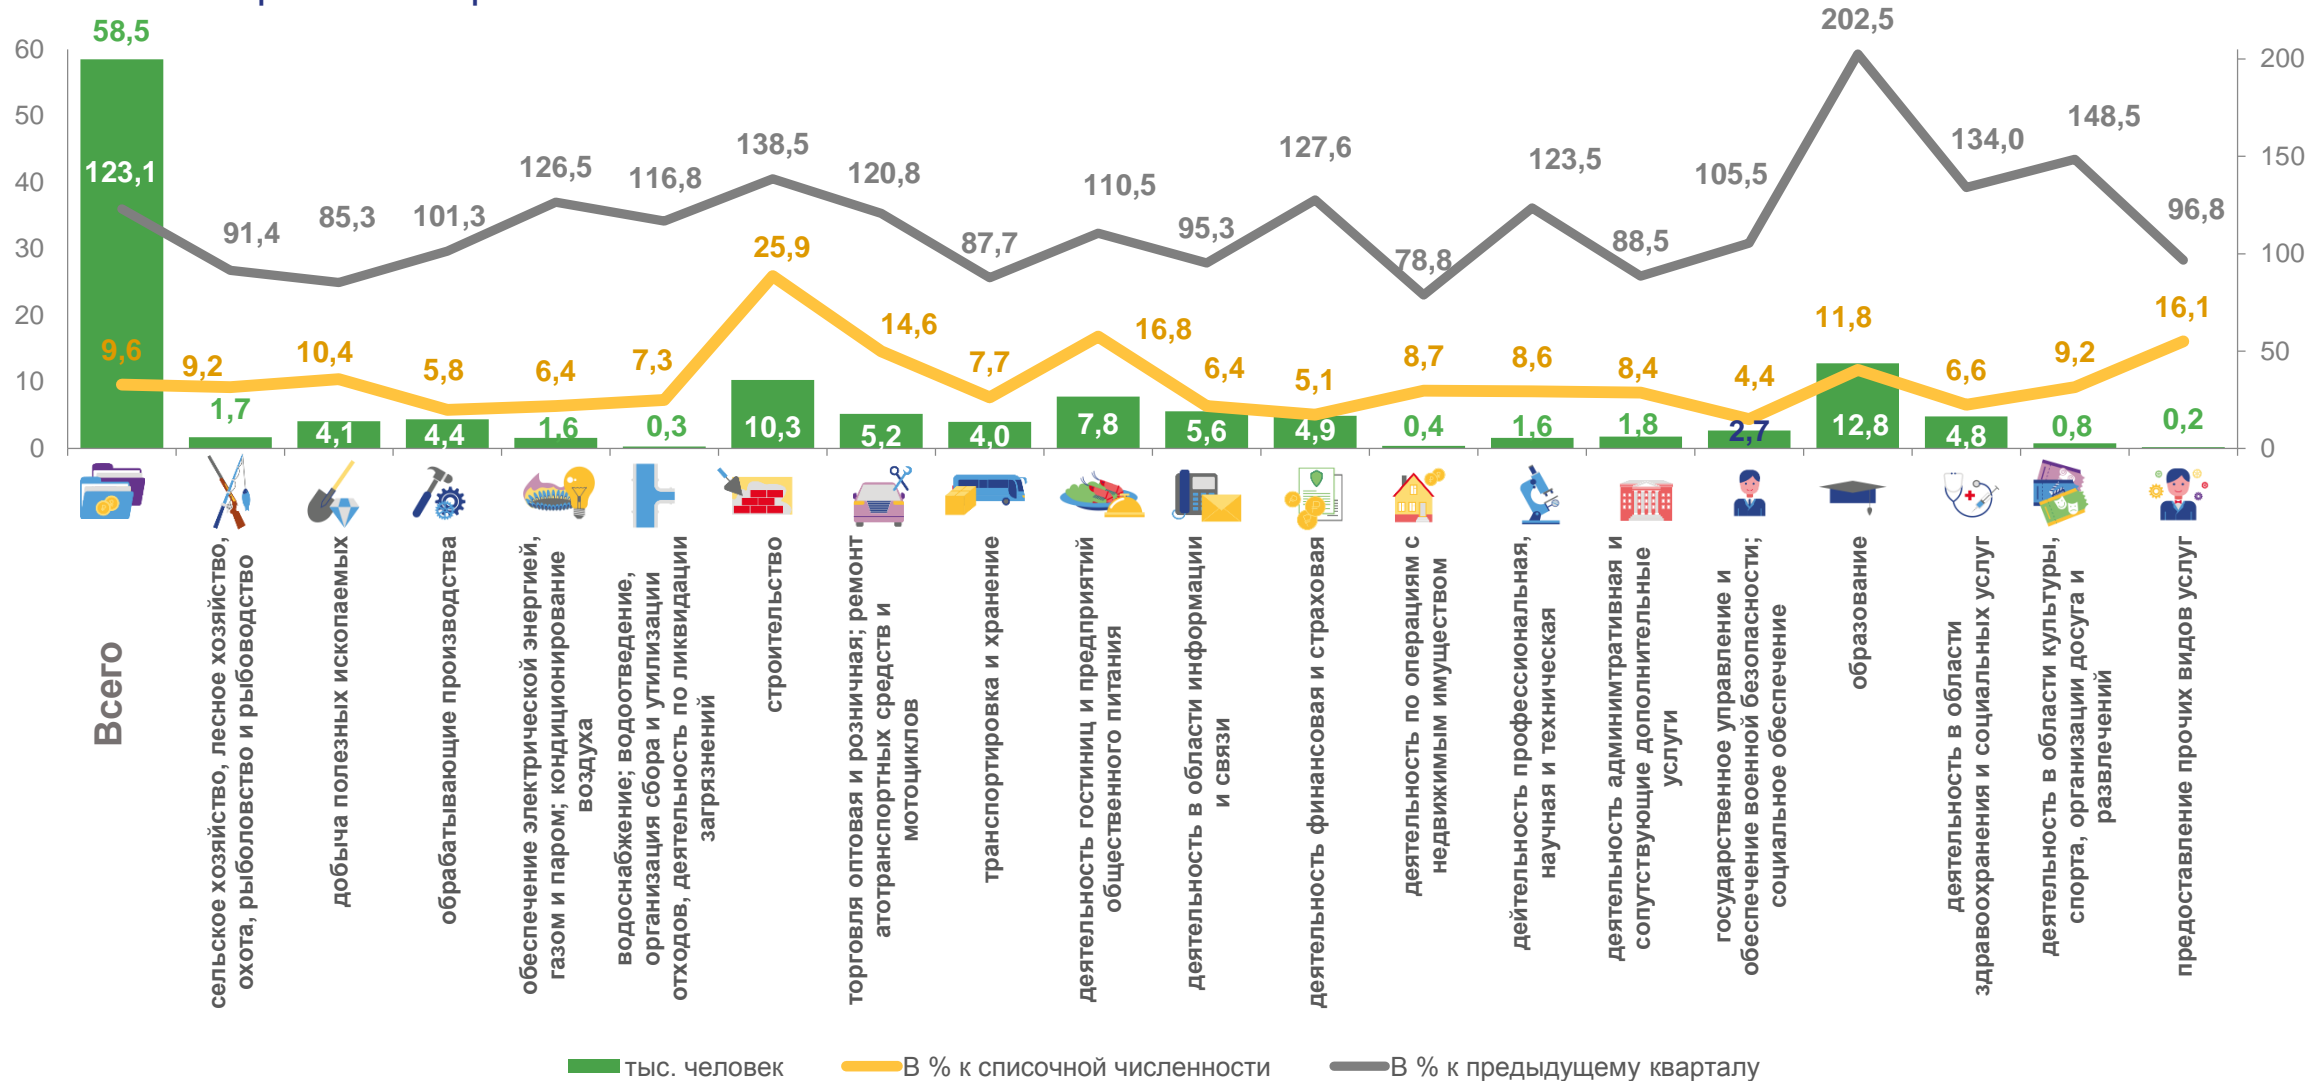 58,5
202,5
60
50
40
30
20
10
0
200
150
100
50
0
123,1
91,4
85,3
101,3
126,5
116,8
138,5
120,8
87,7
110,5
95,3
127,6
78,8
123,5
88,5
105,5
134,0
148,5
96,8
9,6
9,2
10,4
5,8
6,4
7,3
25,9
14,6
7,7
16,8
6,4
5,1
8,7
8,6
8,4
4,4
11,8
6,6
9,2
16,1
1,7
4,1
4,4
1,6
0,3
10,3
5,2
4,0
7,8
5,6
4,9
0,4
1,6
1,8
2,7
12,8
4,8
0,8
0,2
Всего
сельское хозяйство, лесное хозяйство,
охота, рыболовство и рыбоводство
добыча полезных ископаемых
обрабатывающие производства
обеспечение электрической энергией,
газом и паром; кондиционирование
воздуха
водоснабжение; водоотведение,
организация сбора и утилизации
отходов, деятельность по ликвидации
загрязнений
строительство
торговля оптовая и розничная; ремонт
атотранспортных средств и
мотоциклов
транспортировка и хранение
деятельность гостиниц и предприятий
общественного питания
деятельность в области информации
и связи
деятельность финансовая и страховая
деятельность по операциям с
недвижимым имуществом
дейтельность профессиональная,
научная и техническая
деятельность админимтративная и
сопутствующие дополнительные
услуги
государственное управление и
обеспечение военной безопасности;
социальное обеспечение
образование
деятельность в области
здравоохранения и социальных услуг
деятельность в области культуры,
спорта, организации досуга и
развлечений
предоставление прочих видов услуг
тыс. человек
В % к списочной численности
В % к предыдущему кварталу